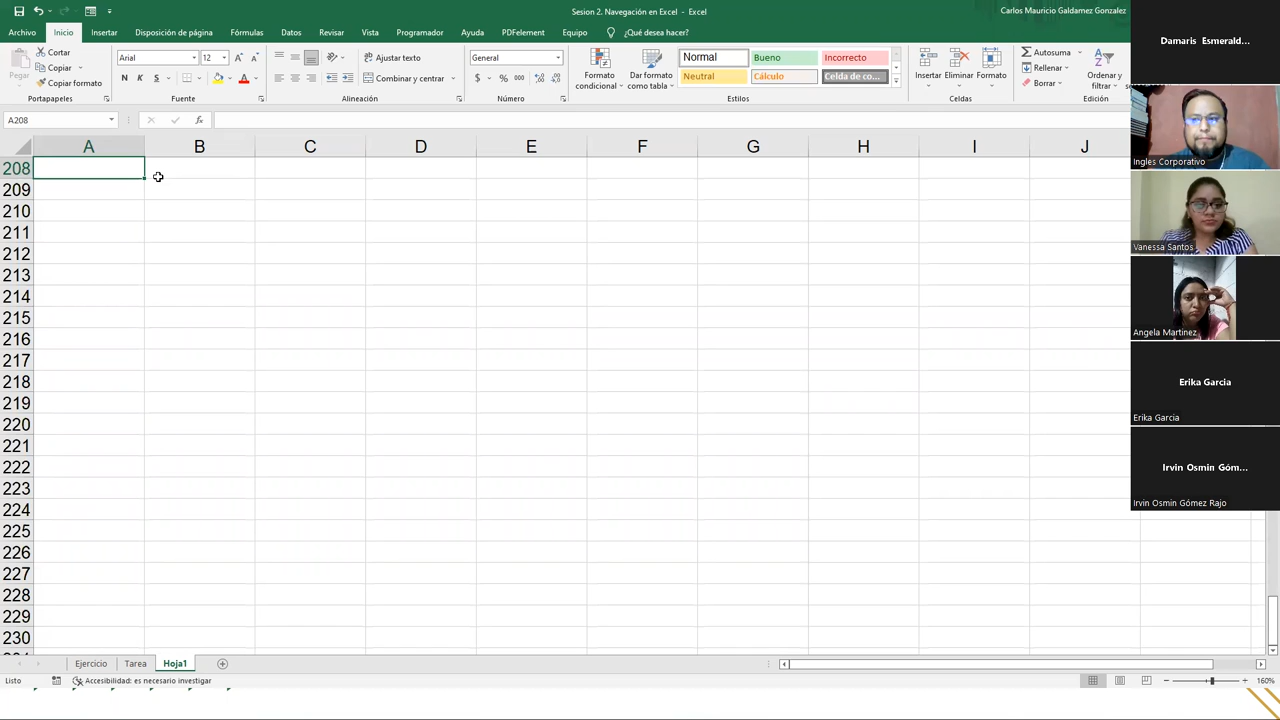 Sesion 2. Navegación en Excel - Excel
Carlos Mauricio Galdamez Gonzalez
Archivo Inicio Insertar Disposición de página Fórmulas Datos Revisar Vista Programador Ayuda PDFelement Equipo ¿Qué desea hacer?
Pegar
Cortar
Copiar
Copiar formato
Portapapeles
Arial 12
N K S
Fuente
Ajustar texto
Combinar y centrar
Alineación
General
$ % 000
Número
Formato condicional
Dar formato como tabla
Normal Bueno Incorrecto
Neutral Cálculo Celda de co...
Estilos
Insertar Eliminar Formato
Celdas
Autosuma
Rellenar
Borrar
Ordenar y filtrar
Edición
A208
fx
A B C D E F G H I J
208
209
210
211
212
213
214
215
216
217
218
219
220
221
222
223
224
225
226
227
228
229
230
Ejercicio Tarea Hoja1
Listo Accesibilidad: es necesario investigar 160%
Damaris Esmerald...
Ingles Corporativo
Vanessa Santos
Angela Martinez
Erika Garcia
Erika Garcia
Irvin Osmin Góm...
Irvin Osmin Gómez Rajo